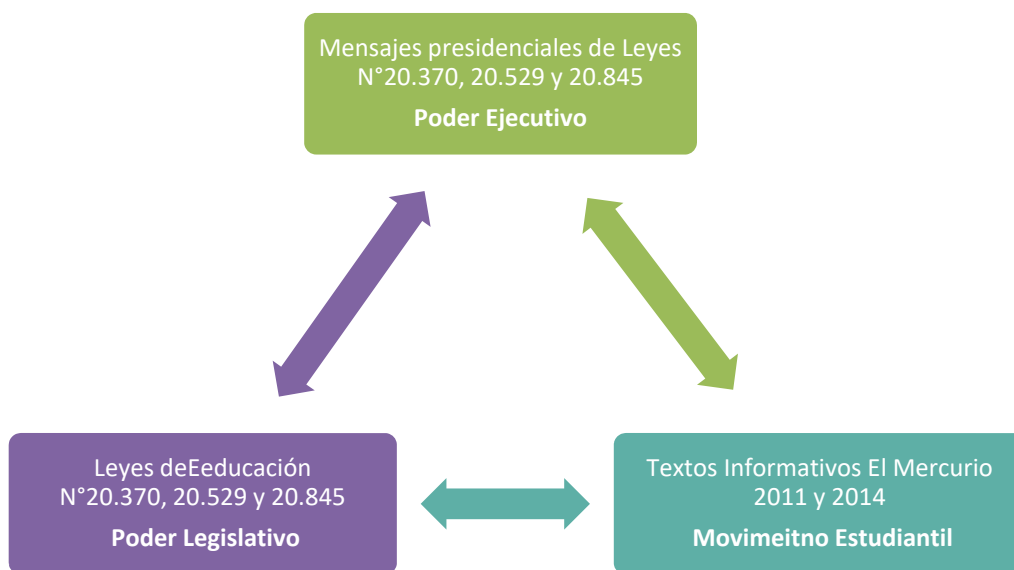 Mensajes presidenciales de Leyes
N°20.370, 20.529 y 20.845
Poder Ejecutivo
Leyes deEeducación
N°20.370, 20.529 y 20.845
Poder Legislativo
Textos Informativos El Mercurio
2011 y 2014
Movimeitno Estudiantil